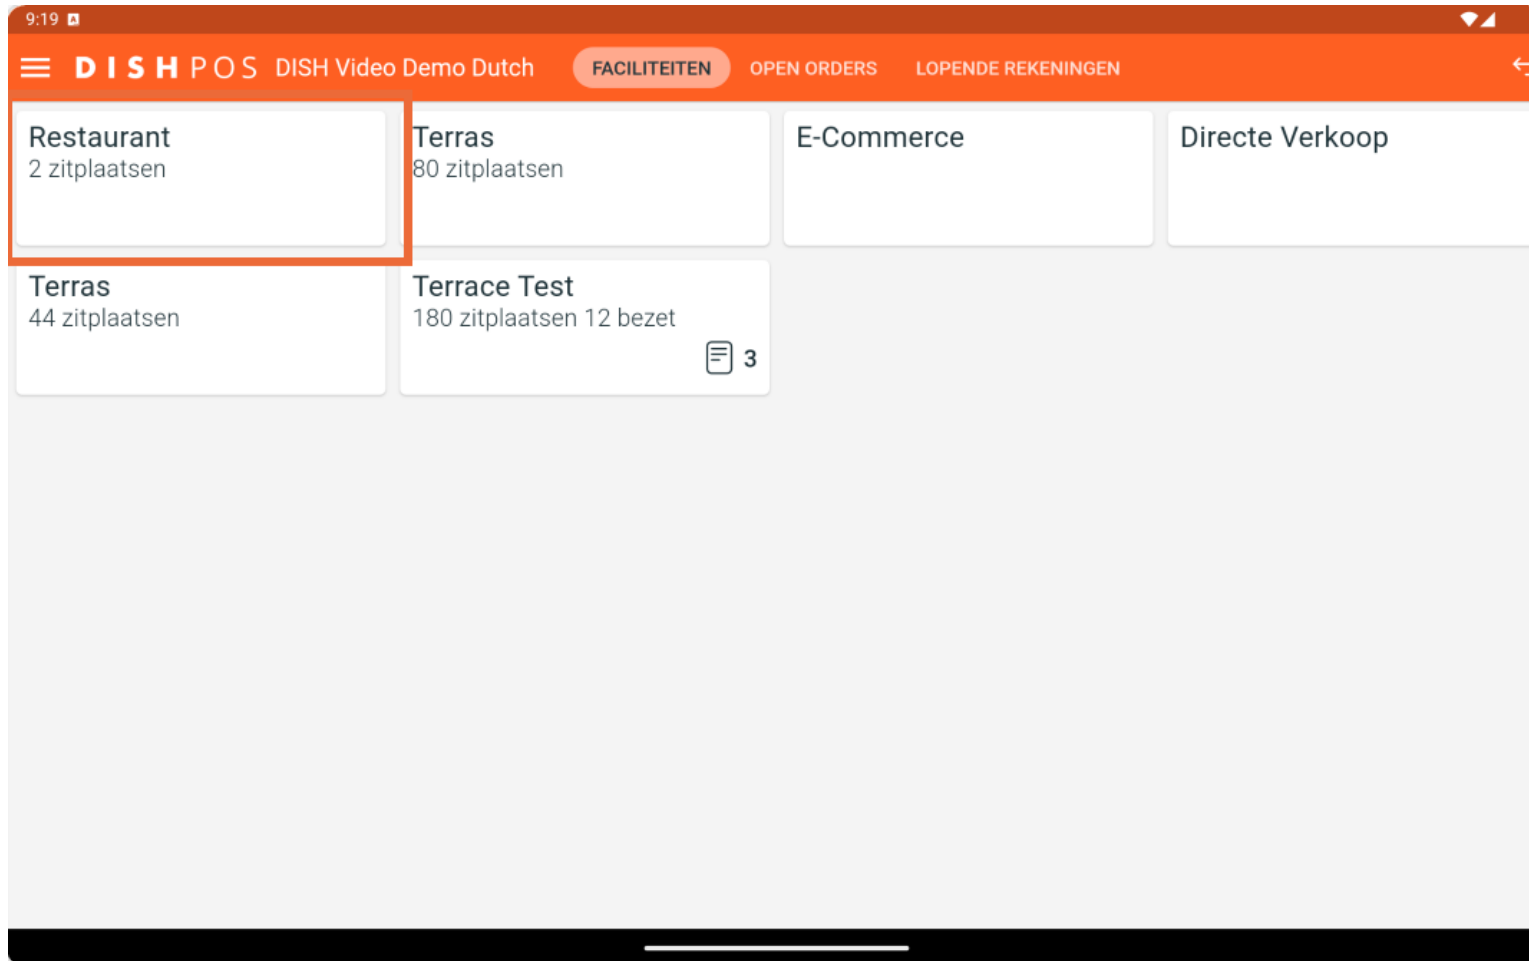 9:19
DISH POS DISH Video Demo Dutch FACILITEITEN OPEN ORDERS LOPENDE REKENINGEN
Restaurant
2 zitplaatsen
Terras
80 zitplaatsen
E-Commerce
Directe Verkoop
Terras
44 zitplaatsen
Terrace Test
180 zitplaatsen 12 bezet
3